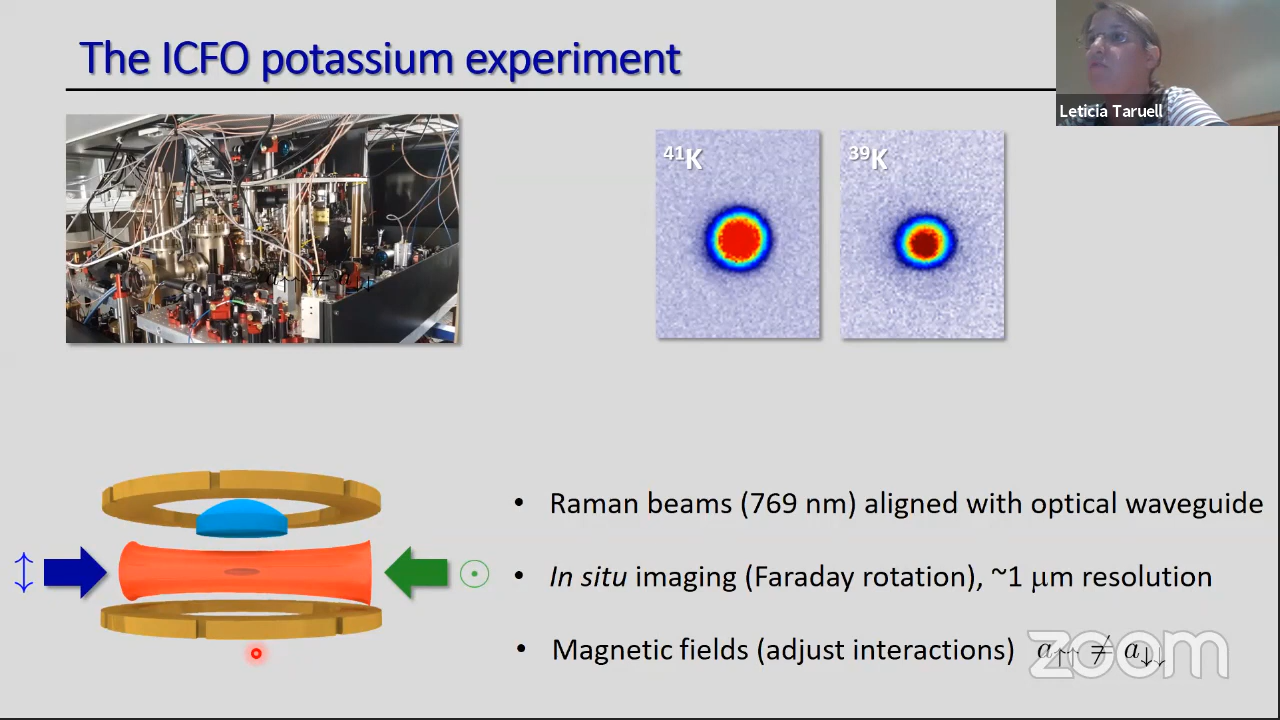 The ICFO potassium experiment
Leticia Taruell
⁴¹K
³⁹K
• Raman beams (769 nm) aligned with optical waveguide
• In situ imaging (Faraday rotation), ~1 μm resolution
• Magnetic fields (adjust interactions) a↑↑ ≠ a↓↓
zoom